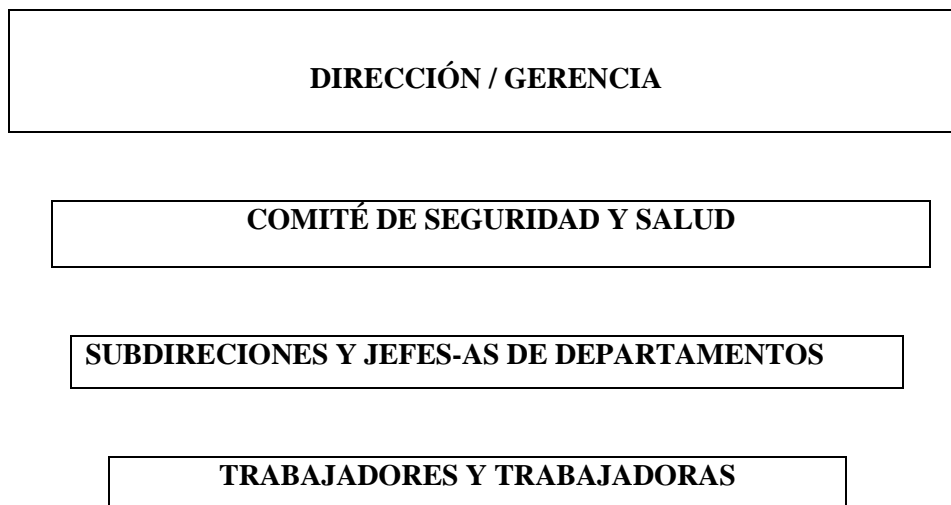 DIRECCIÓN / GERENCIA
COMITÉ DE SEGURIDAD Y SALUD
SUBDIRECIONES Y JEFES-AS DE DEPARTAMENTOS
TRABAJADORES Y TRABAJADORAS